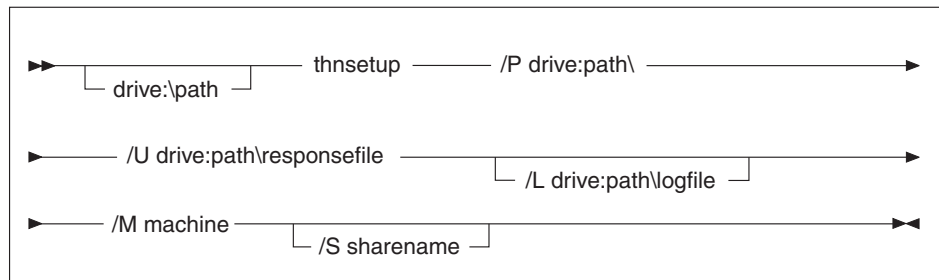 thnsetup /P drive:path\
drive:\path
/U drive:path\responsefile
/L drive:path\logfile
/M machine
/S sharename